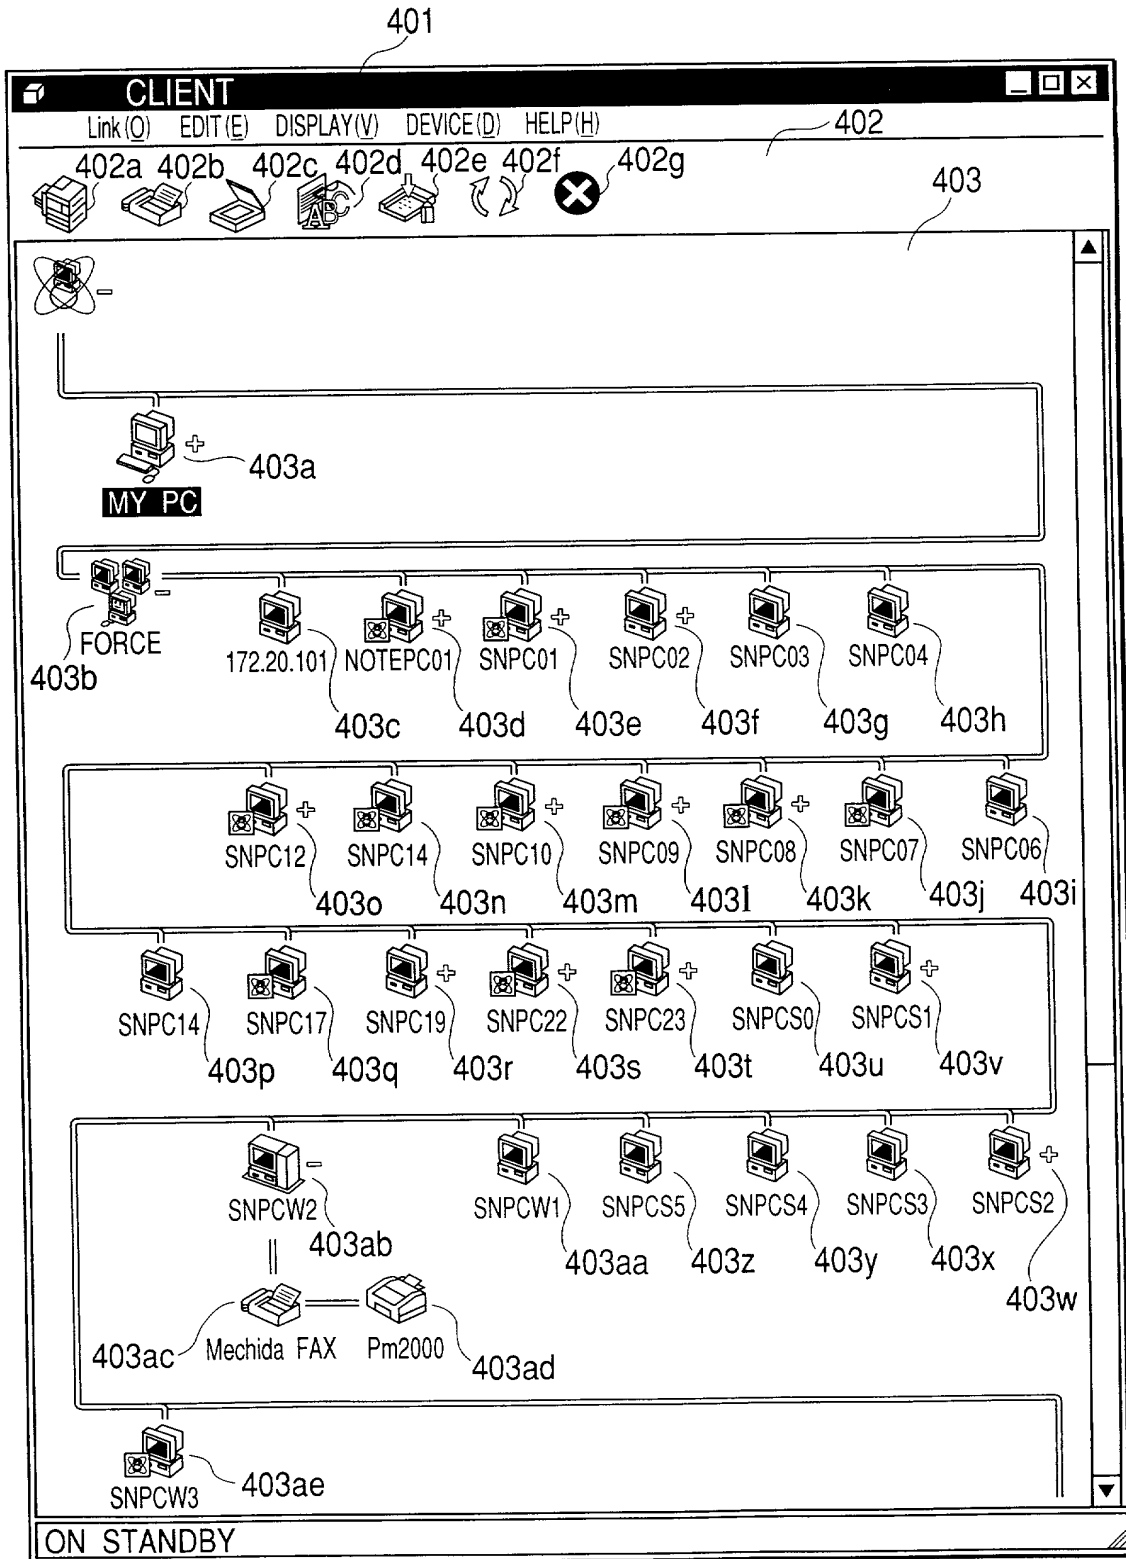 401
CLIENT
Link(O) EDIT(E) DISPLAY(V) DEVICE(D) HELP(H)
402
402a 402b 402c 402d 402e 402f 402g
ABC
403
403a
MY PC
FORCE
403b
172.20.101 NOTEPC01 SNPC01 SNPC02 SNPC03 SNPC04
403c 403d 403e 403f 403g 403h
SNPC12 SNPC14 SNPC10 SNPC09 SNPC08 SNPC07 SNPC06
403o 403n 403m 403l 403k 403j 403i
SNPC14 SNPC17 SNPC19 SNPC22 SNPC23 SNPCS0 SNPCS1
403p 403q 403r 403s 403t 403u 403v
SNPCW2 SNPCW1 SNPCS5 SNPCS4 SNPCS3 SNPCS2
403ab 403aa 403z 403y 403x 403w
Mechida FAX Pm2000
403ac 403ad
SNPCW3
403ae
ON STANDBY